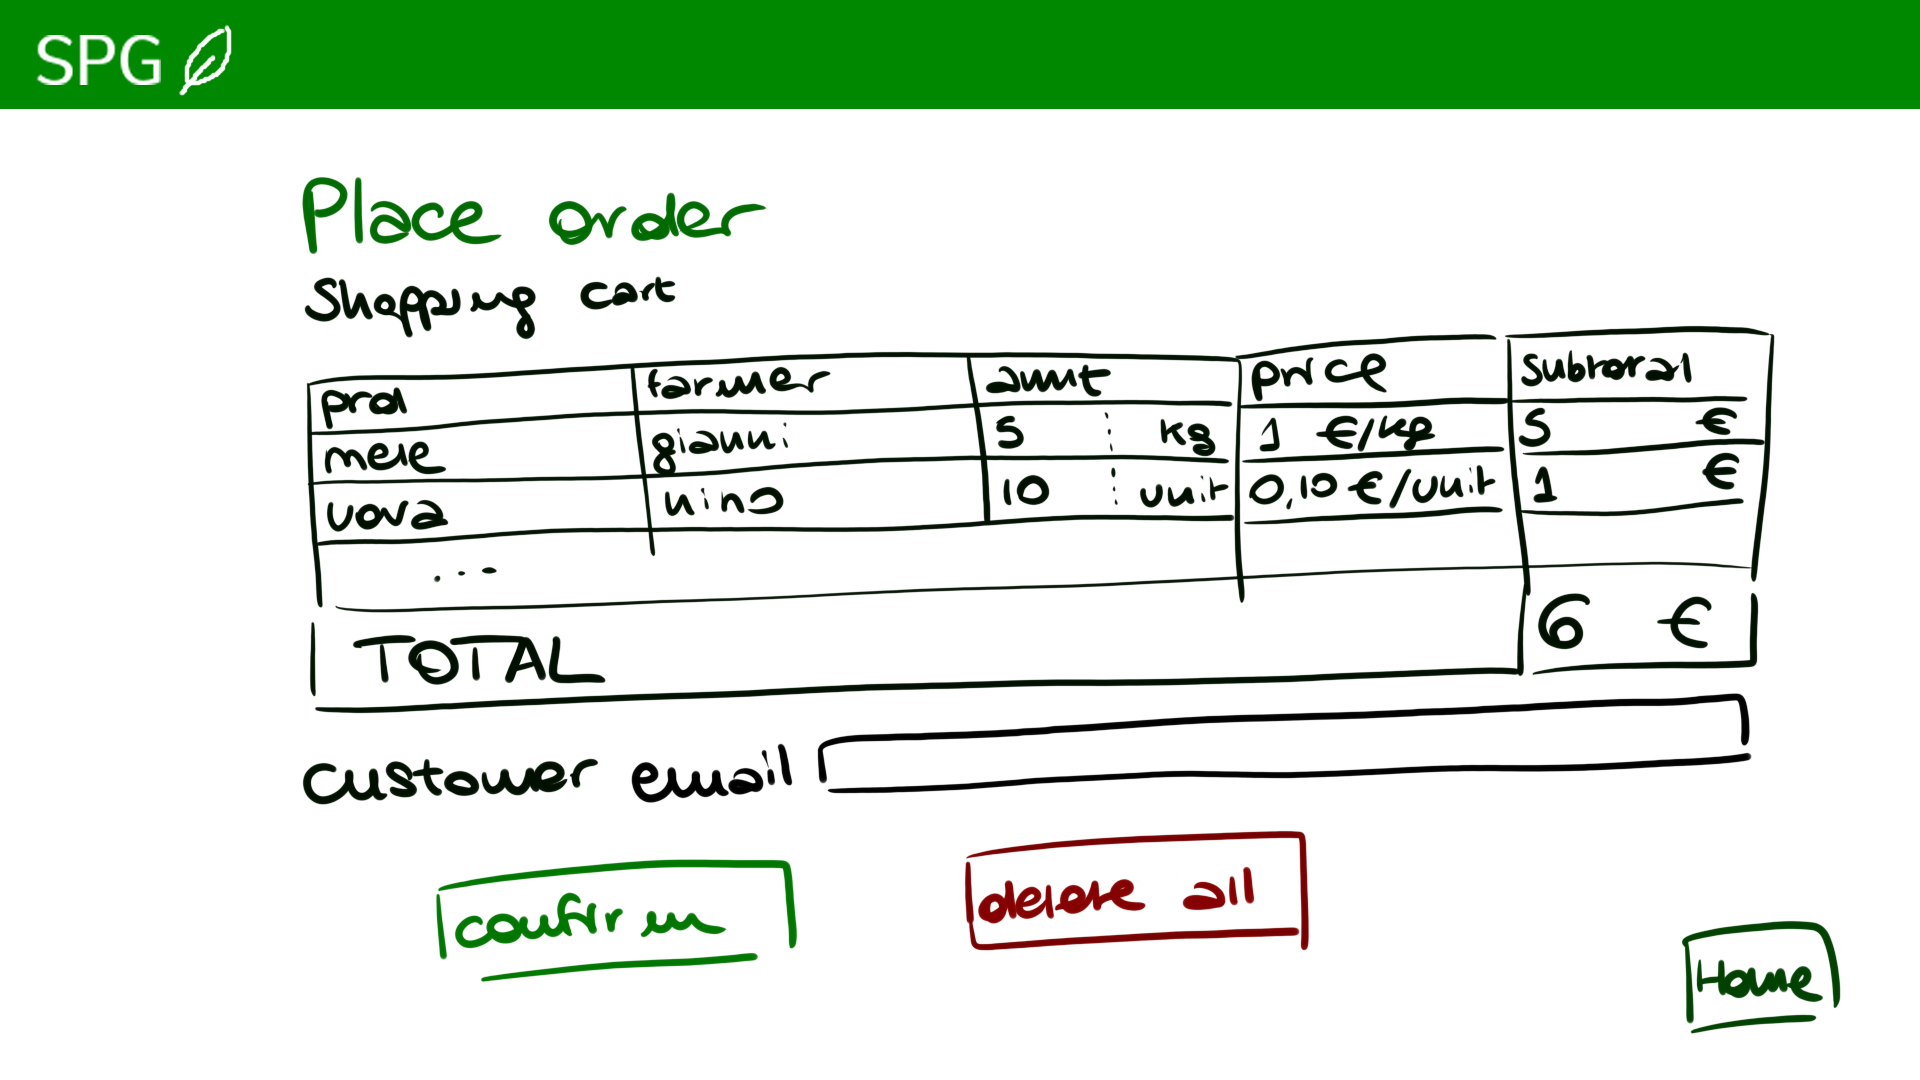 SPG
Place order
Shopping cart
prod farmer amt price subtotal
mele gianni 5 kg 1 €/kg 5 €
uova nino 10 unit 0,10 €/unit 1 €
...
TOTAL 6 €
customer email
confirm delete all
Home